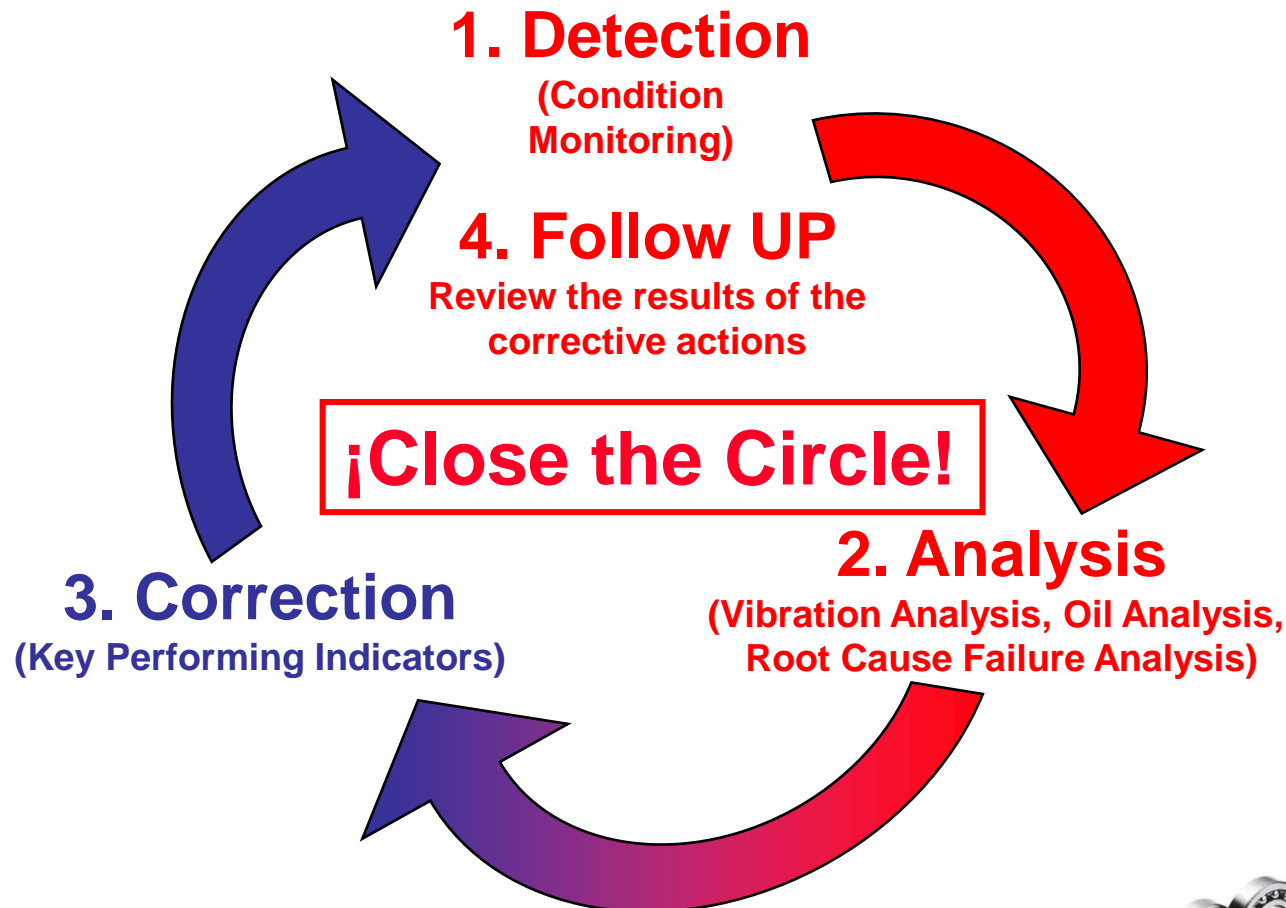 1. Detection
(Condition
Monitoring)
4. Follow UP
Review the results of the
corrective actions
¡Close the Circle!
2. Analysis
(Vibration Analysis, Oil Analysis,
Root Cause Failure Analysis)
3. Correction
(Key Performing Indicators)